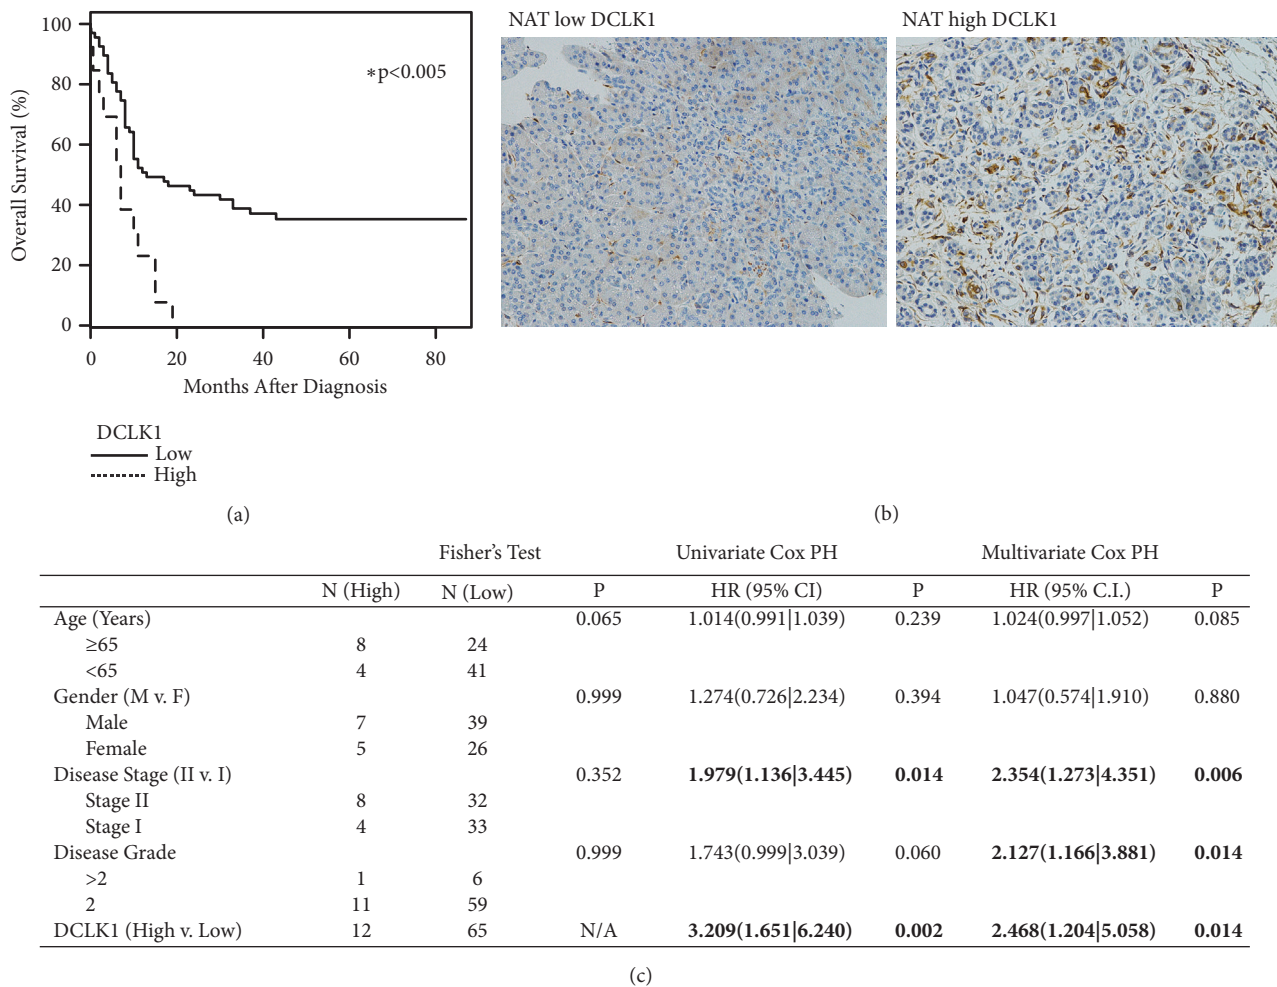 100
80
60
40
20
0
Overall Survival (%)
*p<0.005
0 20 40 60 80
Months After Diagnosis
DCLK1
Low
High
(a)
NAT low DCLK1
NAT high DCLK1
(b)
Fisher's Test Univariate Cox PH Multivariate Cox PH
N (High) N (Low) P HR (95% CI) P HR (95% C.I.) P
Age (Years) 0.065 1.014(0.991|1.039) 0.239 1.024(0.997|1.052) 0.085
≥65 8 24
<65 4 41
Gender (M v. F) 0.999 1.274(0.726|2.234) 0.394 1.047(0.574|1.910) 0.880
Male 7 39
Female 5 26
Disease Stage (II v. I) 0.352 1.979(1.136|3.445) 0.014 2.354(1.273|4.351) 0.006
Stage II 8 32
Stage I 4 33
Disease Grade 0.999 1.743(0.999|3.039) 0.060 2.127(1.166|3.881) 0.014
>2 1 6
2 11 59
DCLK1 (High v. Low) 12 65 N/A 3.209(1.651|6.240) 0.002 2.468(1.204|5.058) 0.014
(c)